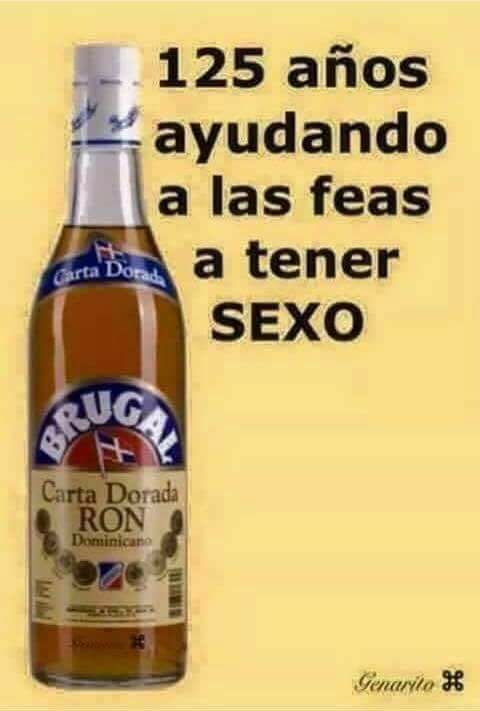 125 años
ayudando
a las feas
a tener
SEXO
Carta Dorada
BRUGAL
Carta Dorada
RON
Dominicano
Genarito ⌘